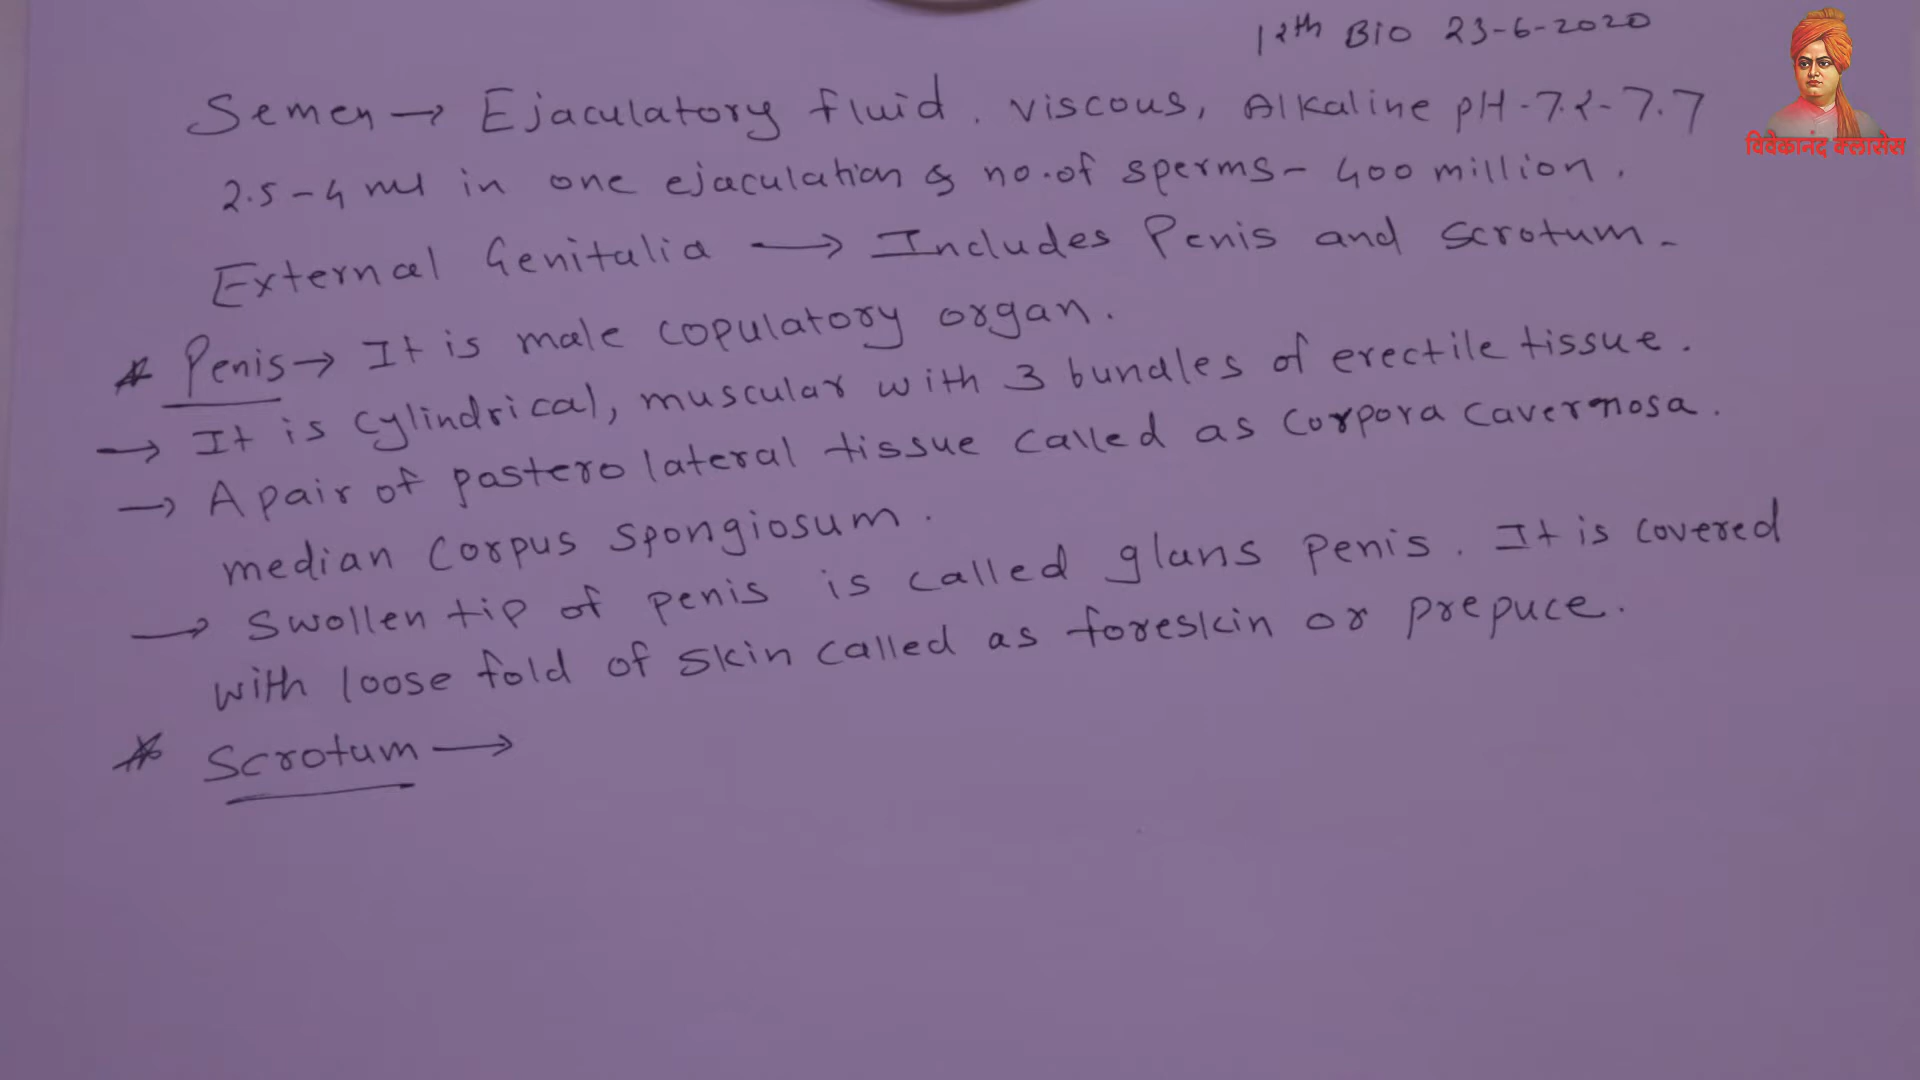 12th Bio 23-6-2020
विवेकानंद क्लासेस
Semen → Ejaculatory fluid. viscous, Alkaline pH-7.2-7.7
2.5-4 ml in one ejaculation & no. of sperms- 400 million.
External Genitalia → Includes Penis and scrotum-
* Penis → It is male copulatory organ.
→ It is cylindrical, muscular with 3 bundles of erectile tissue.
→ A pair of postero lateral tissue called as Corpora Cavernosa.
median Corpus spongiosum.
→ Swollen tip of penis is called glans penis. It is covered
with loose fold of skin called as foreskin or prepuce.
* Scrotum →